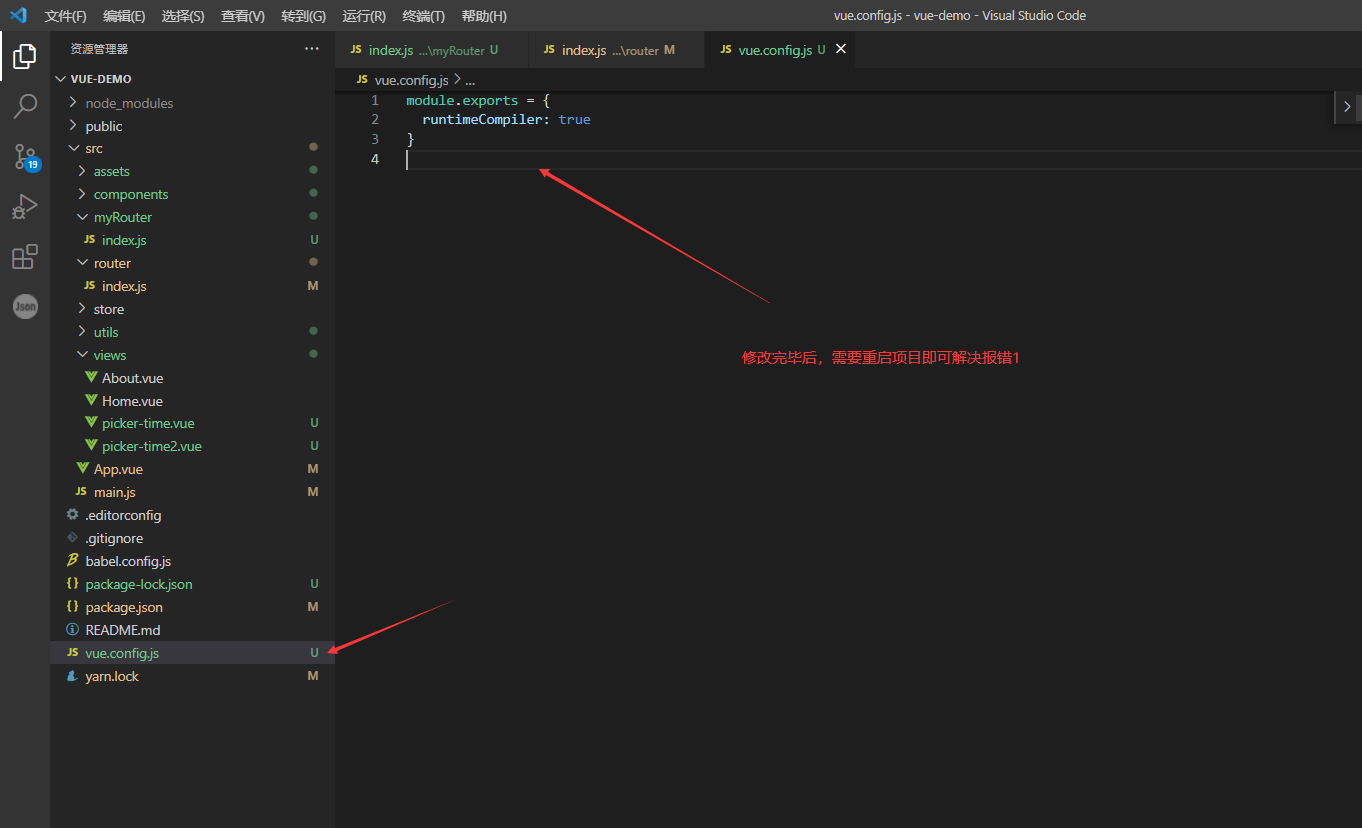 文件(F) 编辑(E) 选择(S) 查看(V) 转到(G) 运行(R) 终端(T) 帮助(H) vue.config.js - vue-demo - Visual Studio Code
资源管理器 ...
VUE-DEMO
node_modules
public
src
assets
components
myRouter
JS index.js U
router
JS index.js M
store
utils
views
About.vue
Home.vue
picker-time.vue U
picker-time2.vue U
App.vue M
JS main.js M
.editorconfig
.gitignore
babel.config.js
{} package-lock.json U
{} package.json M
README.md
JS vue.config.js U
yarn.lock M
19
Json
JS index.js ...\myRouter U JS index.js ...\router M JS vue.config.js U ×
JS vue.config.js > ...
1 module.exports = {
2 runtimeCompiler: true
3 }
4
修改完毕后，需要重启项目即可解决报错1